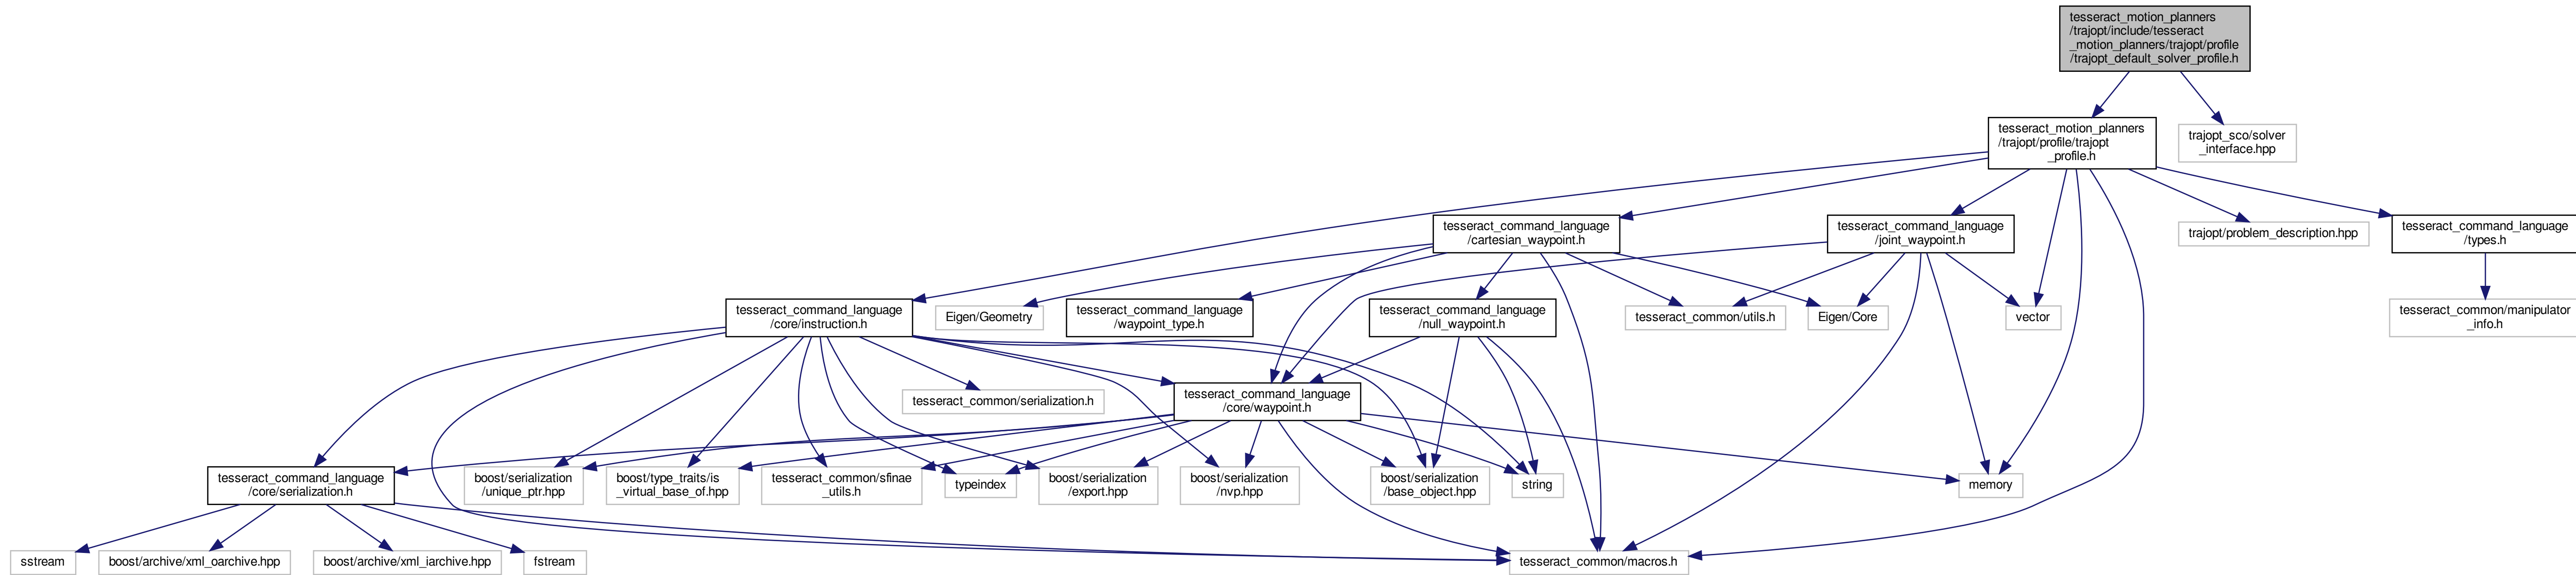 tesseract_motion_planners
/trajopt/include/tesseract
_motion_planners/trajopt/profile
/trajopt_default_solver_profile.h
tesseract_motion_planners
/trajopt/profile/trajopt
_profile.h
trajopt_sco/solver
_interface.hpp
tesseract_command_language
/cartesian_waypoint.h
tesseract_command_language
/joint_waypoint.h
trajopt/problem_description.hpp
tesseract_command_language
/types.h
tesseract_command_language
/core/instruction.h
Eigen/Geometry
tesseract_command_language
/waypoint_type.h
tesseract_command_language
/null_waypoint.h
tesseract_common/utils.h
Eigen/Core
vector
tesseract_common/manipulator
_info.h
tesseract_common/serialization.h
tesseract_command_language
/core/waypoint.h
tesseract_command_language
/core/serialization.h
boost/serialization
/unique_ptr.hpp
boost/type_traits/is
_virtual_base_of.hpp
tesseract_common/sfinae
_utils.h
typeindex
boost/serialization
/export.hpp
boost/serialization
/nvp.hpp
boost/serialization
/base_object.hpp
string
memory
sstream
boost/archive/xml_oarchive.hpp
boost/archive/xml_iarchive.hpp
fstream
tesseract_common/macros.h